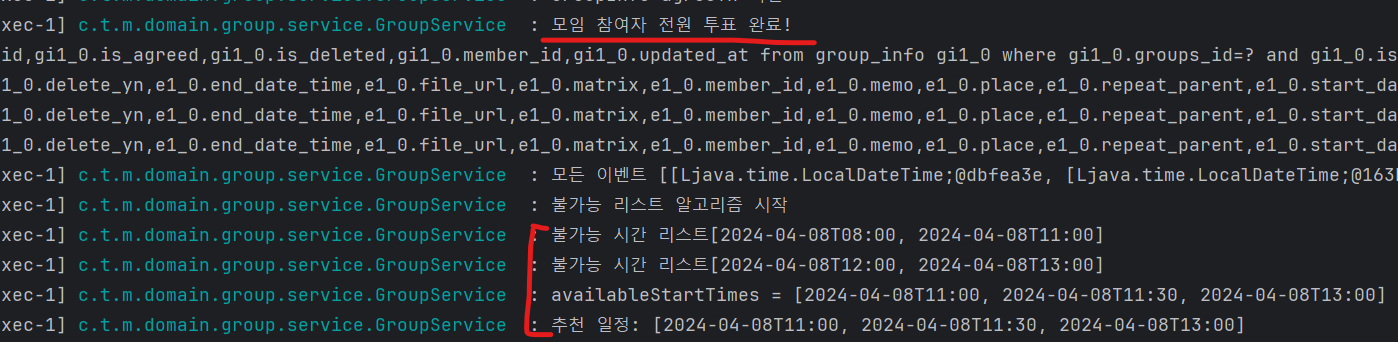 xec-1] c.t.m.domain.group.service.GroupService : 모임 참여자 전원 투표 완료!
id,gi1_0.is_agreed,gi1_0.is_deleted,gi1_0.member_id,gi1_0.updated_at from group_info gi1_0 where gi1_0.groups_id=? and gi1_0.is
1_0.delete_yn,e1_0.end_date_time,e1_0.file_url,e1_0.matrix,e1_0.member_id,e1_0.memo,e1_0.place,e1_0.repeat_parent,e1_0.start_da
1_0.delete_yn,e1_0.end_date_time,e1_0.file_url,e1_0.matrix,e1_0.member_id,e1_0.memo,e1_0.place,e1_0.repeat_parent,e1_0.start_da
1_0.delete_yn,e1_0.end_date_time,e1_0.file_url,e1_0.matrix,e1_0.member_id,e1_0.memo,e1_0.place,e1_0.repeat_parent,e1_0.start_da
xec-1] c.t.m.domain.group.service.GroupService : 모든 이벤트 [[Ljava.time.LocalDateTime;@dbfea3e, [Ljava.time.LocalDateTime;@163
xec-1] c.t.m.domain.group.service.GroupService : 불가능 리스트 알고리즘 시작
xec-1] c.t.m.domain.group.service.GroupService : 불가능 시간 리스트[2024-04-08T08:00, 2024-04-08T11:00]
xec-1] c.t.m.domain.group.service.GroupService : 불가능 시간 리스트[2024-04-08T12:00, 2024-04-08T13:00]
xec-1] c.t.m.domain.group.service.GroupService : availableStartTimes = [2024-04-08T11:00, 2024-04-08T11:30, 2024-04-08T13:00]
xec-1] c.t.m.domain.group.service.GroupService : 추천 일정: [2024-04-08T11:00, 2024-04-08T11:30, 2024-04-08T13:00]